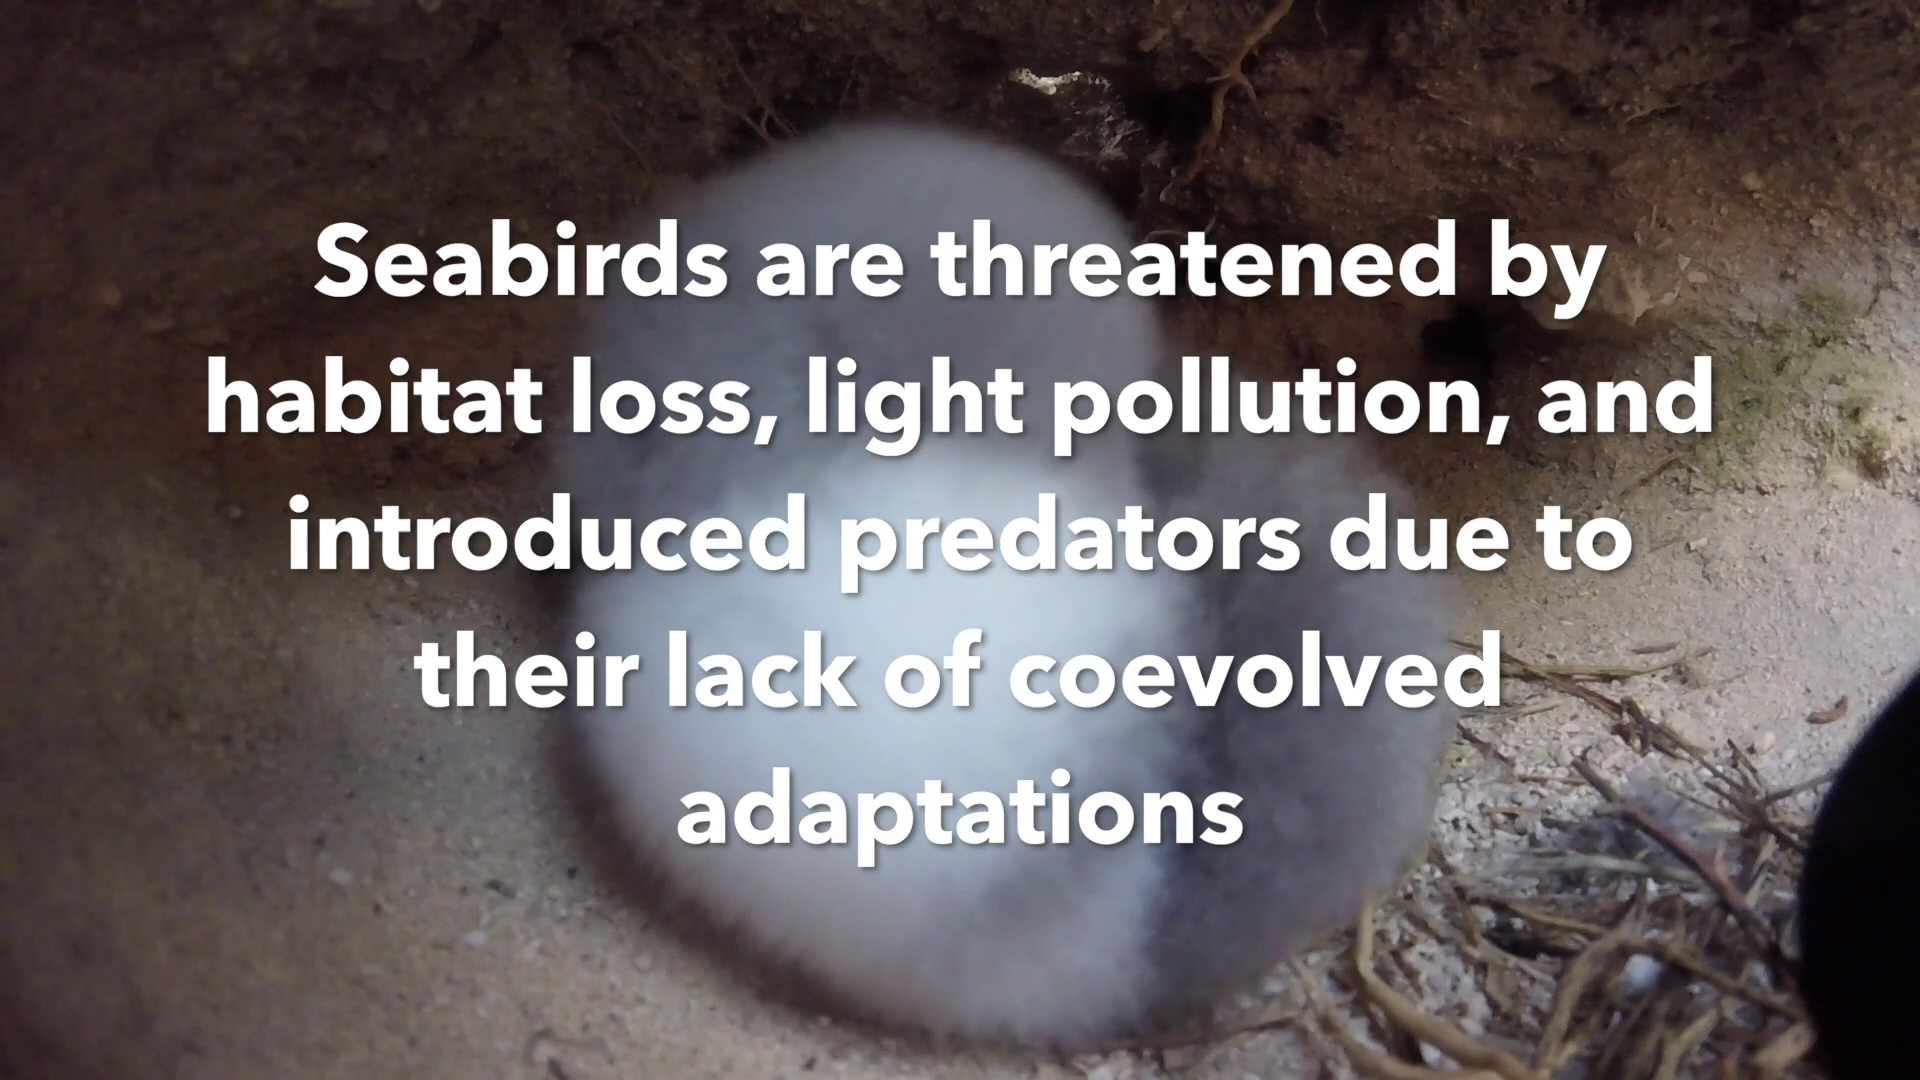 Seabirds are threatened by
habitat loss, light pollution, and
introduced predators due to
their lack of coevolved
adaptations